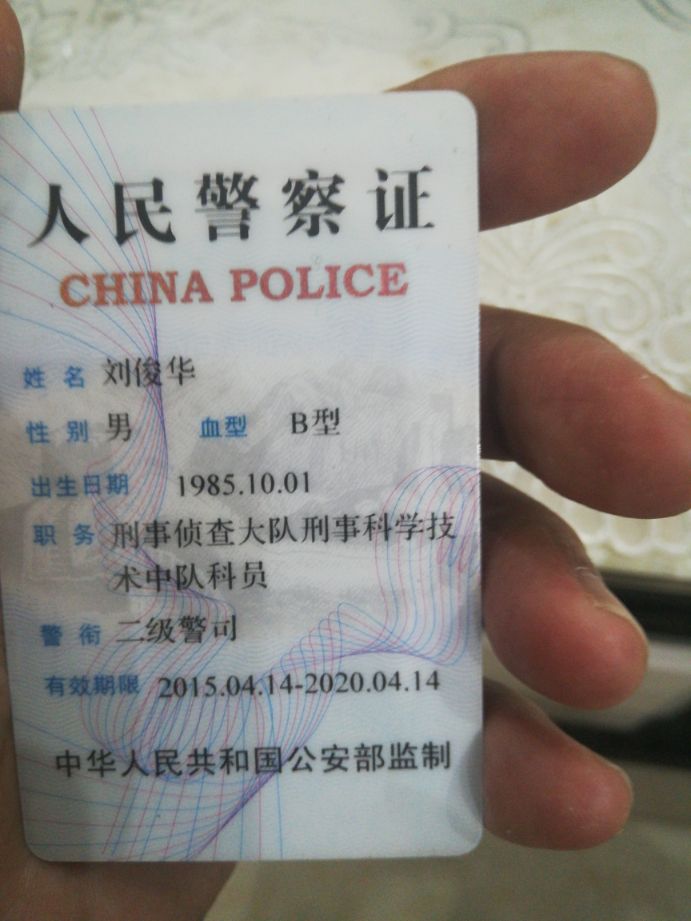 人民警察证
CHINA POLICE
姓名 刘俊华
性别 男 血型 B型
出生日期 1985.10.01
职务 刑事侦查大队刑事科学技
术中队科员
警衔 二级警司
有效期限 2015.04.14-2020.04.14
中华人民共和国公安部监制